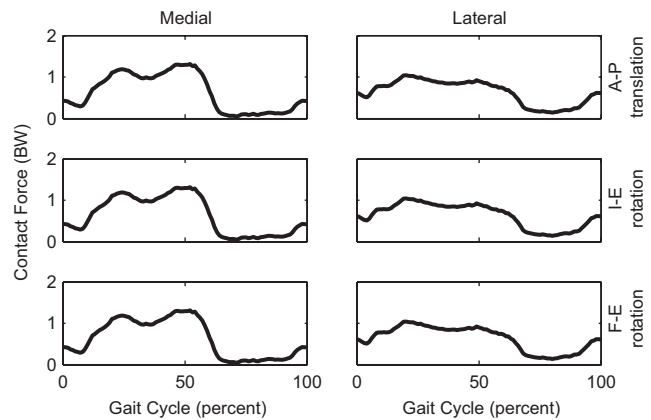 Medial Lateral
Contact Force (BW)
2
1
0
A-P
translation
2
1
0
I-E
rotation
2
1
0
F-E
rotation
0 50 100 0 50 100
Gait Cycle (percent) Gait Cycle (percent)